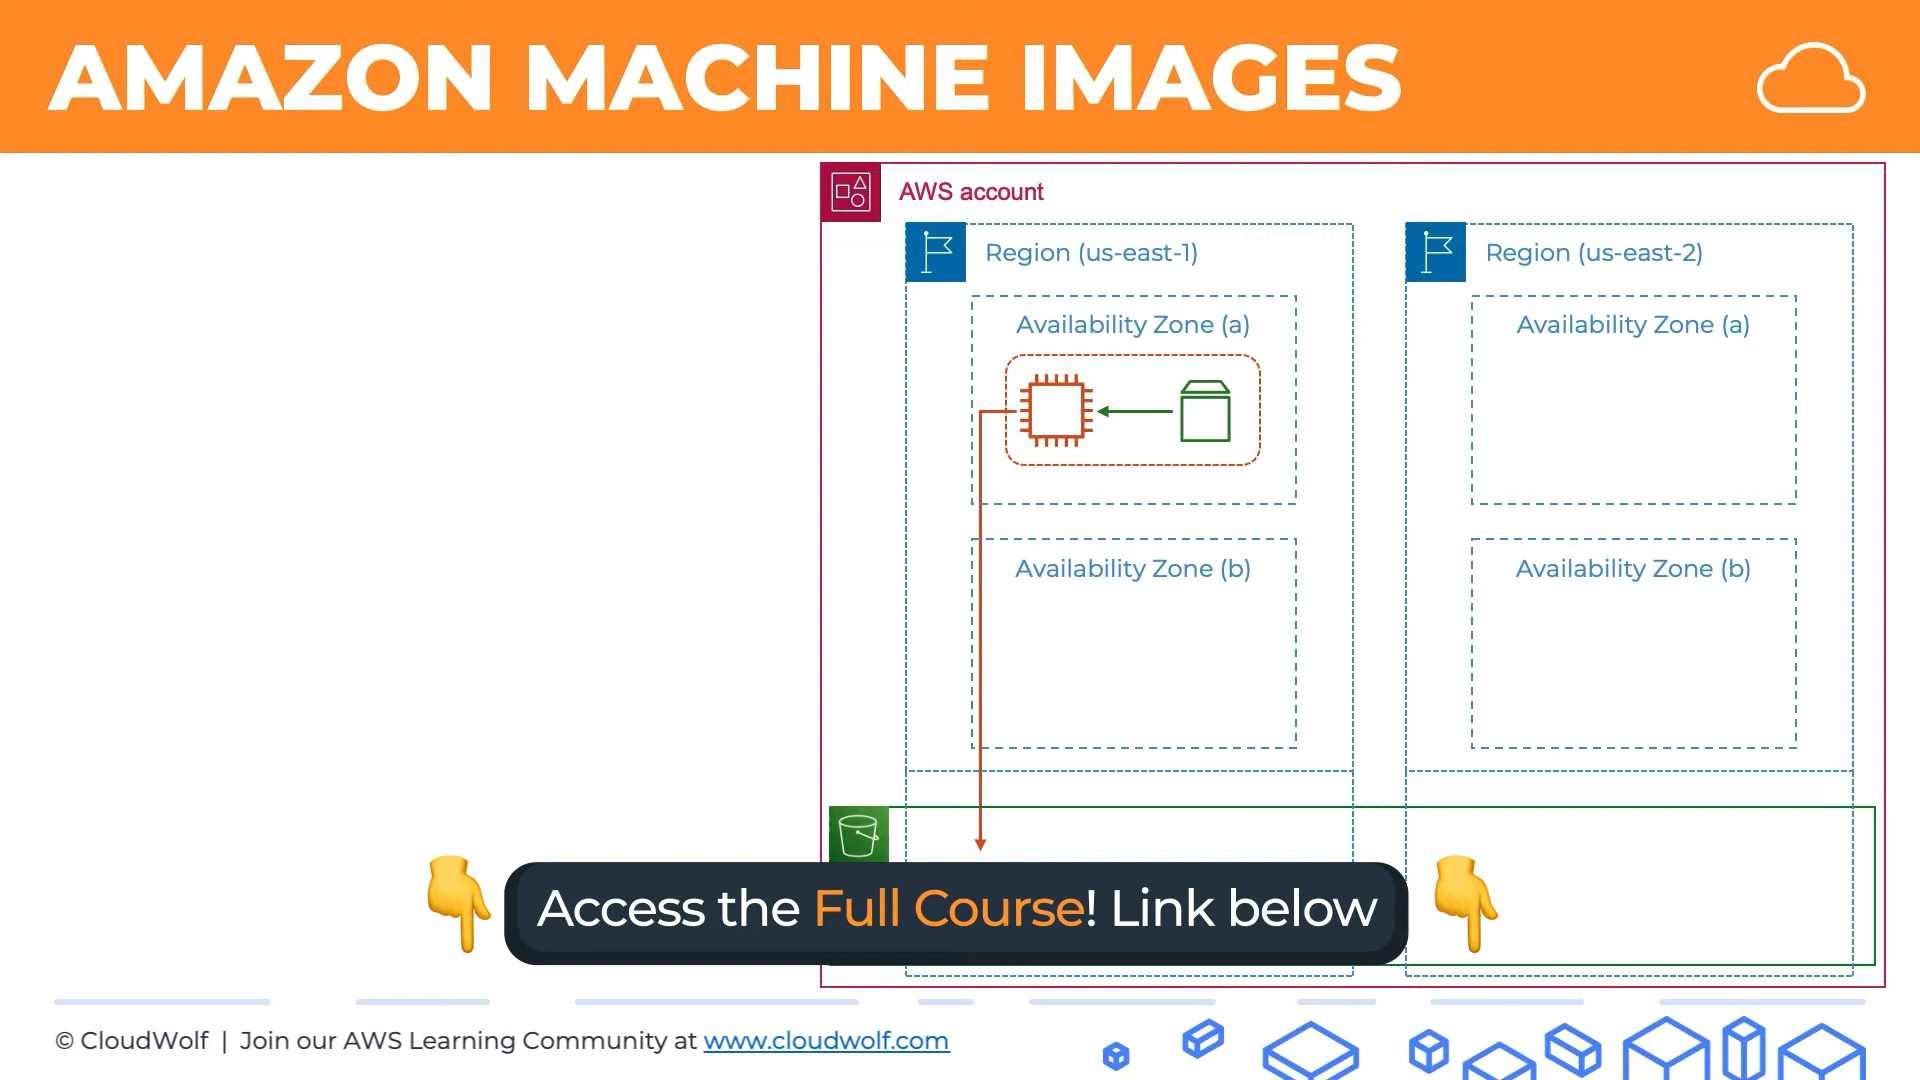 AMAZON MACHINE IMAGES
AWS account
Region (us-east-1)
Region (us-east-2)
Availability Zone (a)
Availability Zone (a)
Availability Zone (b)
Availability Zone (b)
Access the Full Course! Link below
© CloudWolf | Join our AWS Learning Community at www.cloudwolf.com